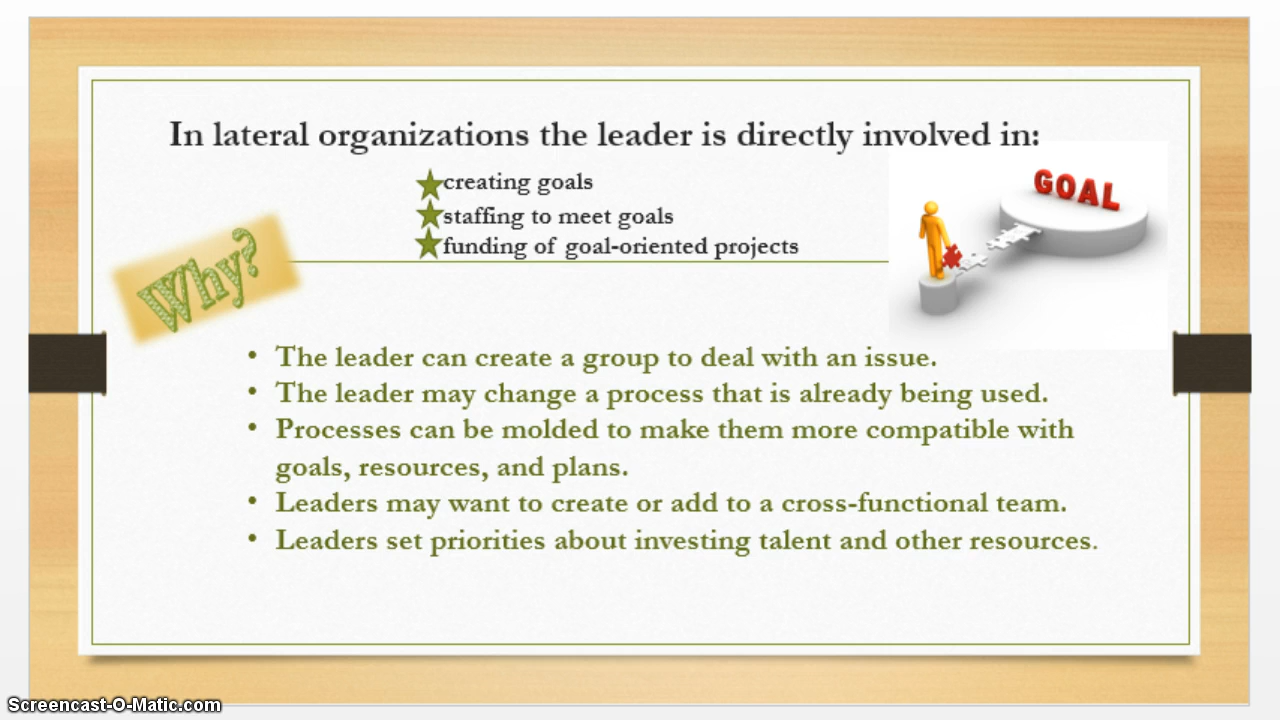 In lateral organizations the leader is directly involved in:
creating goals
staffing to meet goals
funding of goal-oriented projects
GOAL
Why?
• The leader can create a group to deal with an issue.
• The leader may change a process that is already being used.
• Processes can be molded to make them more compatible with
goals, resources, and plans.
• Leaders may want to create or add to a cross-functional team.
• Leaders set priorities about investing talent and other resources.
Screencast-O-Matic.com